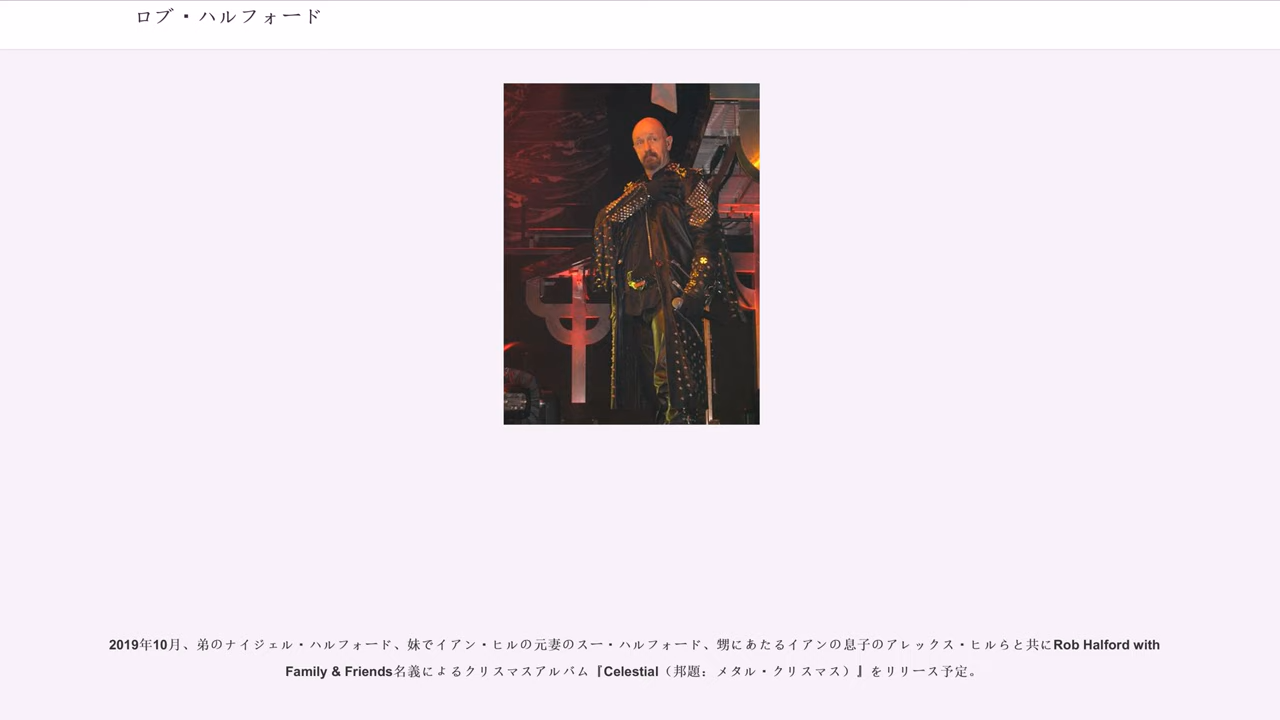 ロブ・ハルフォード
2019年10月、弟のナイジェル・ハルフォード、妹でイアン・ヒルの元妻のスー・ハルフォード、甥にあたるイアンの息子のアレックス・ヒルらと共にRob Halford with
Family & Friends名義によるクリスマスアルバム『Celestial（邦題：メタル・クリスマス）』をリリース予定。